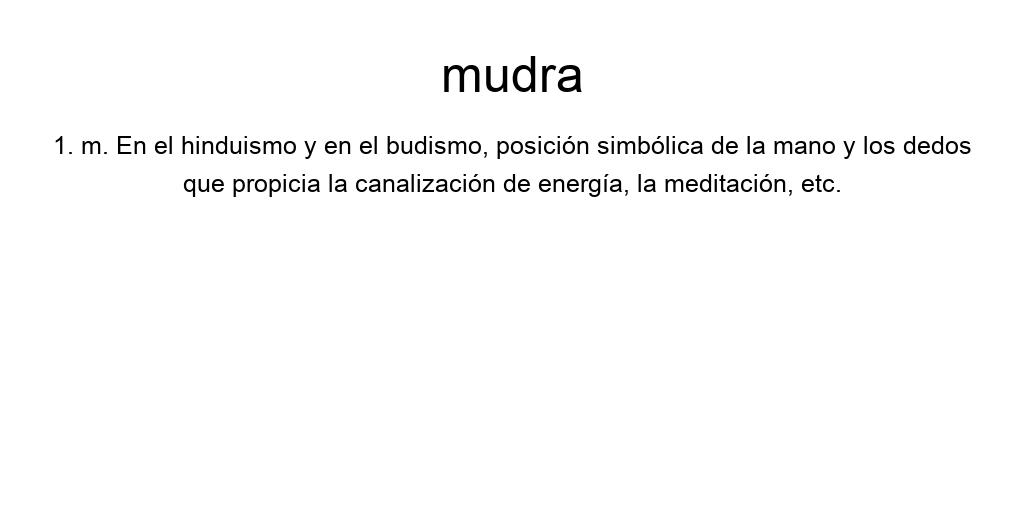 mudra
1. m. En el hinduismo y en el budismo, posición simbólica de la mano y los dedos
que propicia la canalización de energía, la meditación, etc.